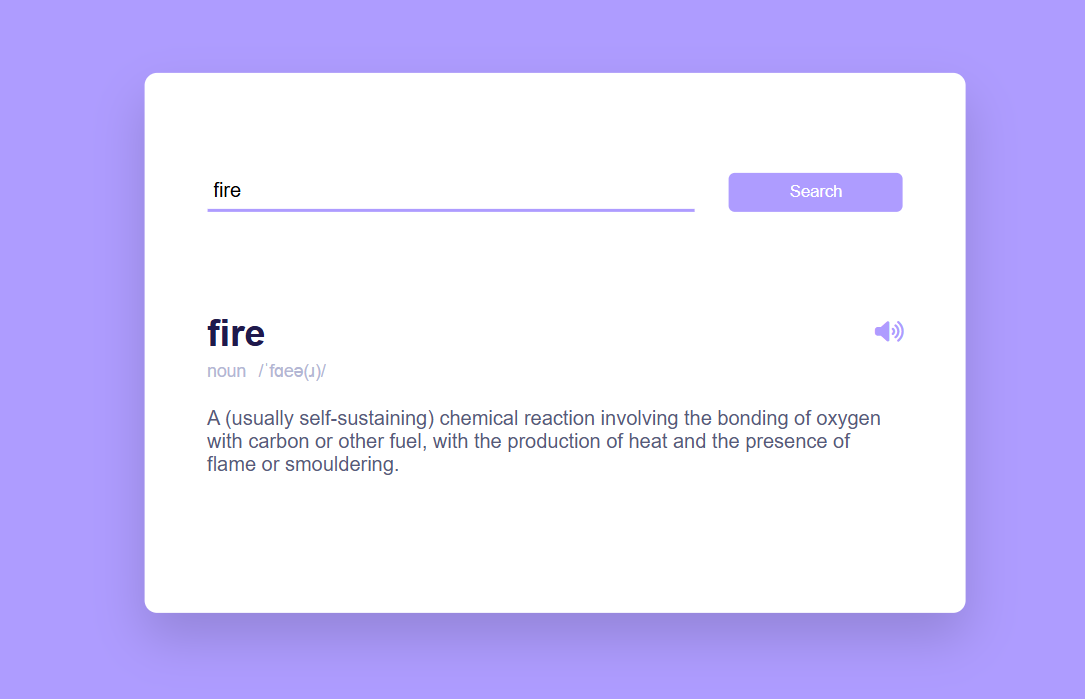 fire
Search
fire
noun /ˈfɑeə(ɹ)/
A (usually self-sustaining) chemical reaction involving the bonding of oxygen
with carbon or other fuel, with the production of heat and the presence of
flame or smouldering.